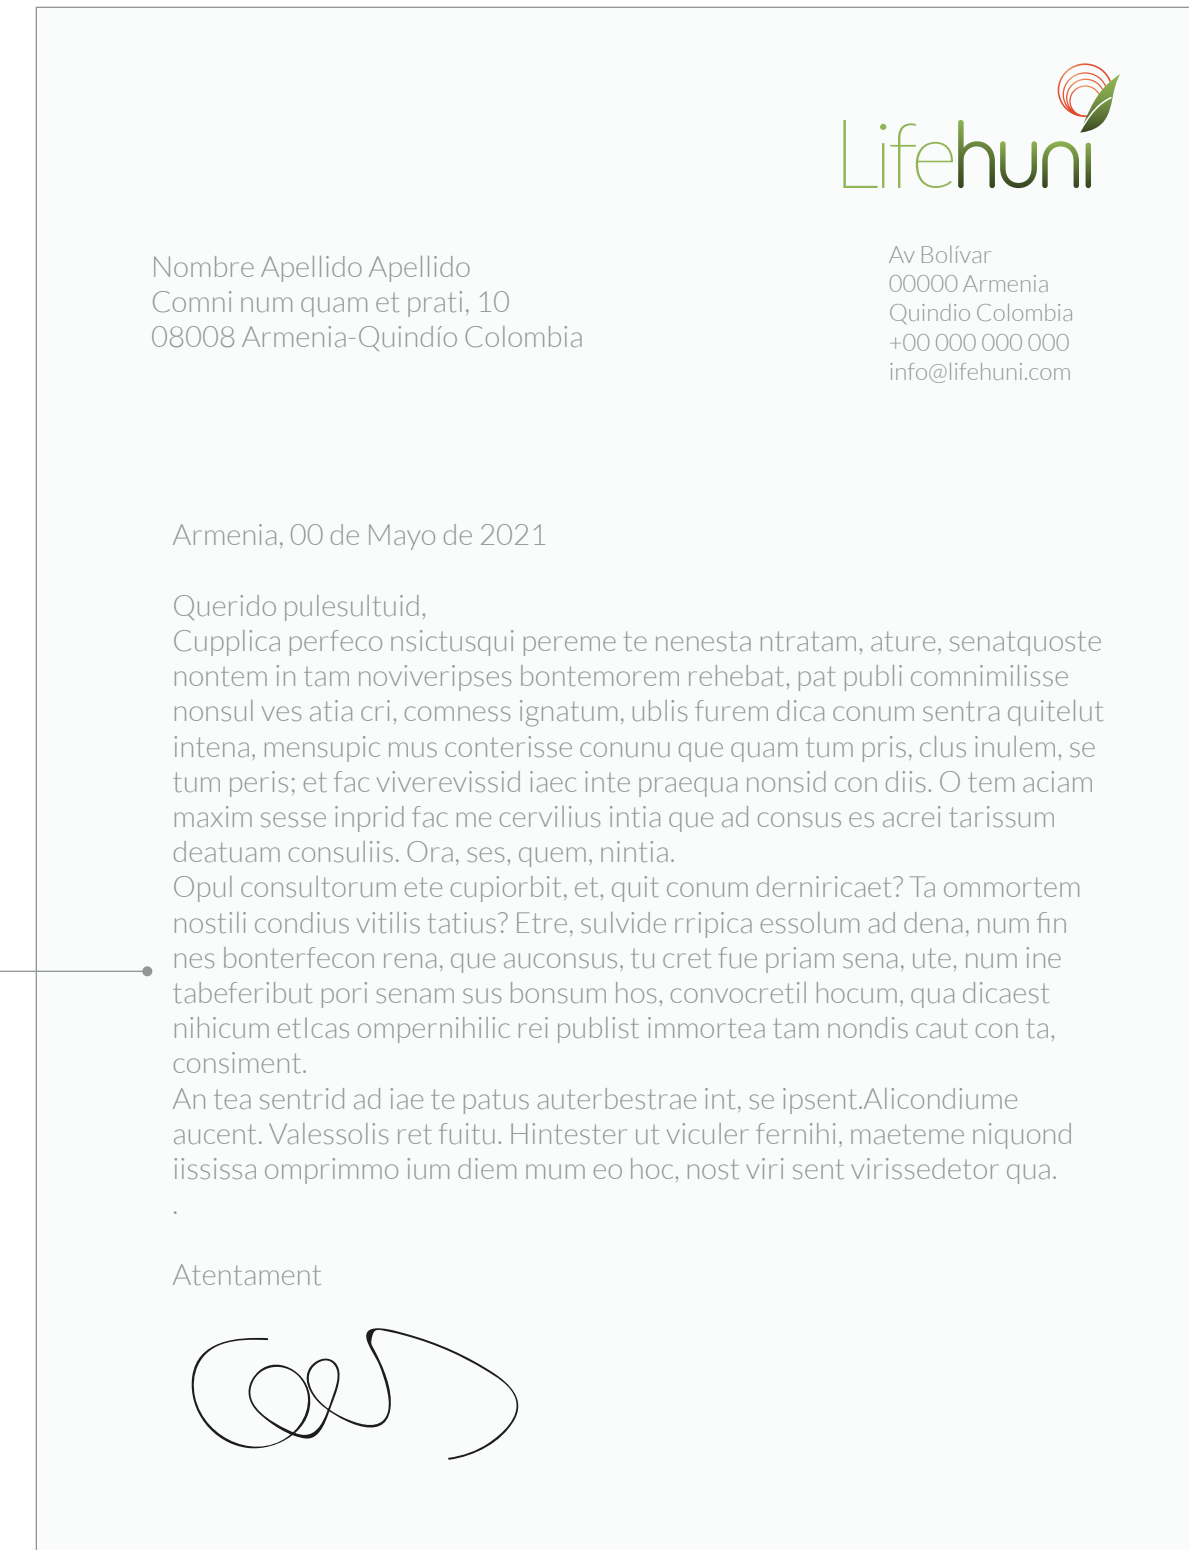 Lifehuni
Nombre Apellido Apellido
Comni num quam et prati, 10
08008 Armenia-Quindío Colombia
Av Bolívar
00000 Armenia
Quindio Colombia
+00 000 000 000
info@lifehuni.com
Armenia, 00 de Mayo de 2021
Querido pulesultuid,
Cupplica perfeco nsictusqui pereme te nenesta ntratam, ature, senatquoste
nontem in tam noviveripses bontemorem rehebat, pat publi comnimilisse
nonsul ves atia cri, comness ignatum, ublis furem dica conum sentra quitelut
intena, mensupic mus conterisse conunu que quam tum pris, clus inulem, se
tum peris; et fac viverevissid iaec inte praequa nonsid con diis. O tem aciam
maxim sesse inprid fac me cervilius intia que ad consus es acrei tarissum
deatuam consuliis. Ora, ses, quem, nintia.
Opul consultorum ete cupiorbit, et, quit conum derniricaet? Ta ommortem
nostili condius vitilis tatius? Etre, sulvide rripica essolum ad dena, num fin
nes bonterfecon rena, que auconsus, tu cret fue priam sena, ute, num ine
tabeferibut pori senam sus bonsum hos, convocretil hocum, qua dicaest
nihicum etIcas ompernihilic rei publist immortea tam nondis caut con ta,
consiment.
An tea sentrid ad iae te patus auterbestrae int, se ipsent.Alicondiume
aucent. Valessolis ret fuitu. Hintester ut viculer fernihi, maeteme niquond
iississa omprimmo ium diem mum eo hoc, nost viri sent virissedetor qua.
.
Atentament